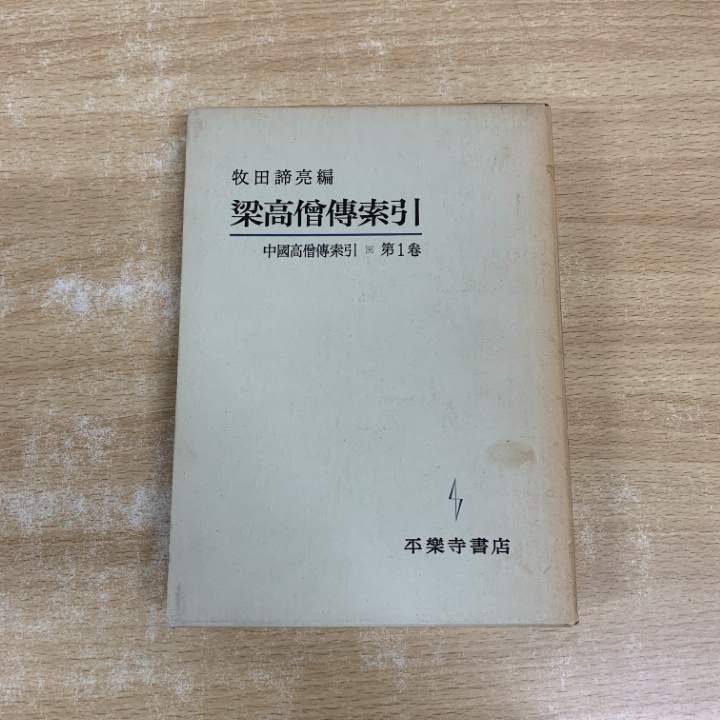 牧田諦亮編
梁高僧傳索引
中國高僧傳索引 ※ 第1卷
平樂寺書店